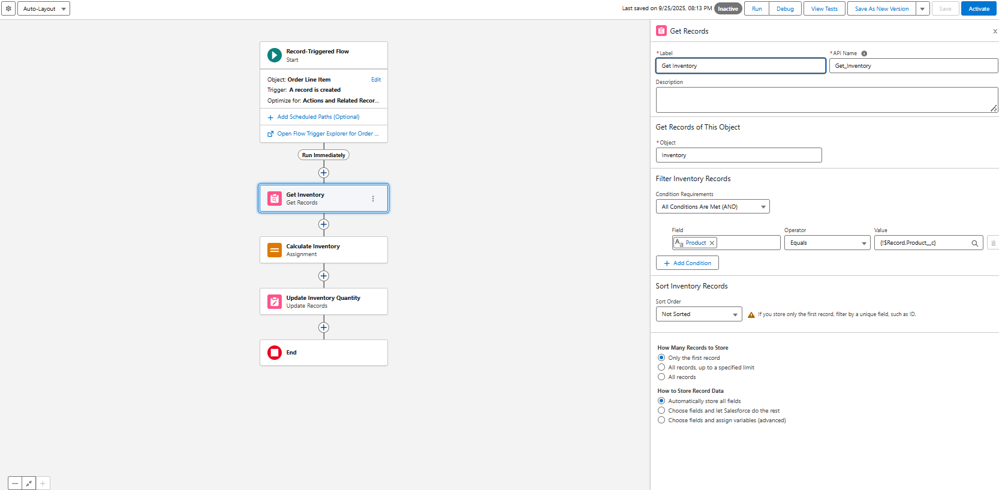 Auto-Layout
Last saved on 9/25/2025, 08:13 PM Inactive Run Debug View Tests Save As New Version Save Activate
Record-Triggered Flow
Start
Object: Order Line Item Edit
Trigger: A record is created
Optimize for: Actions and Related Recor...
Add Scheduled Paths (Optional)
Open Flow Trigger Explorer for Order ...
Run Immediately
Get Inventory
Get Records
Calculate Inventory
Assignment
Update Inventory Quantity
Update Records
End
Get Records
* Label
Get Inventory
* API Name
Get_Inventory
Description
Get Records of This Object
* Object
Inventory
Filter Inventory Records
Condition Requirements
All Conditions Are Met (AND)
Field Operator Value
Aa Product Equals {!$Record.Product__c}
Add Condition
Sort Inventory Records
Sort Order
Not Sorted If you store only the first record, filter by a unique field, such as ID.
How Many Records to Store
Only the first record
All records, up to a specified limit
All records
How to Store Record Data
Automatically store all fields
Choose fields and let Salesforce do the rest
Choose fields and assign variables (advanced)